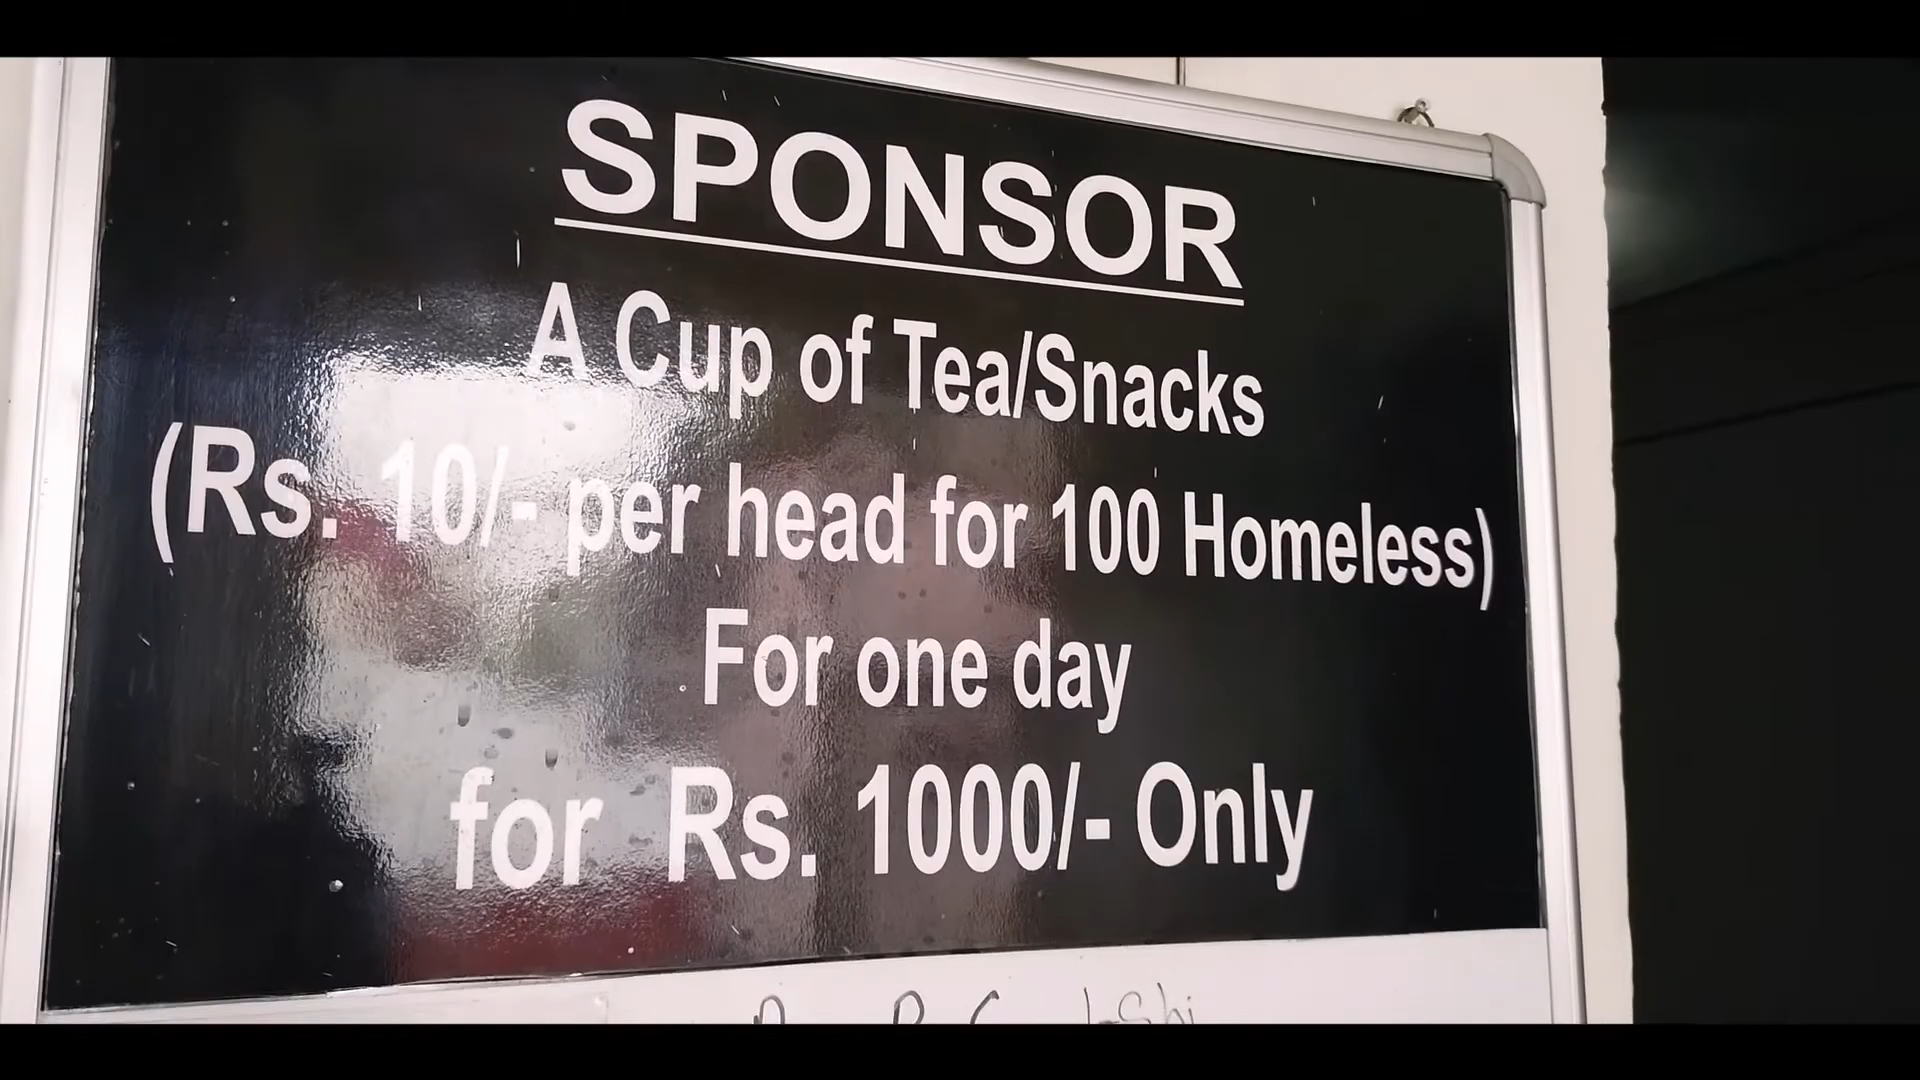 SPONSOR
A Cup of Tea/Snacks
(Rs. 10/- per head for 100 Homeless)
For one day
for Rs. 1000/- Only